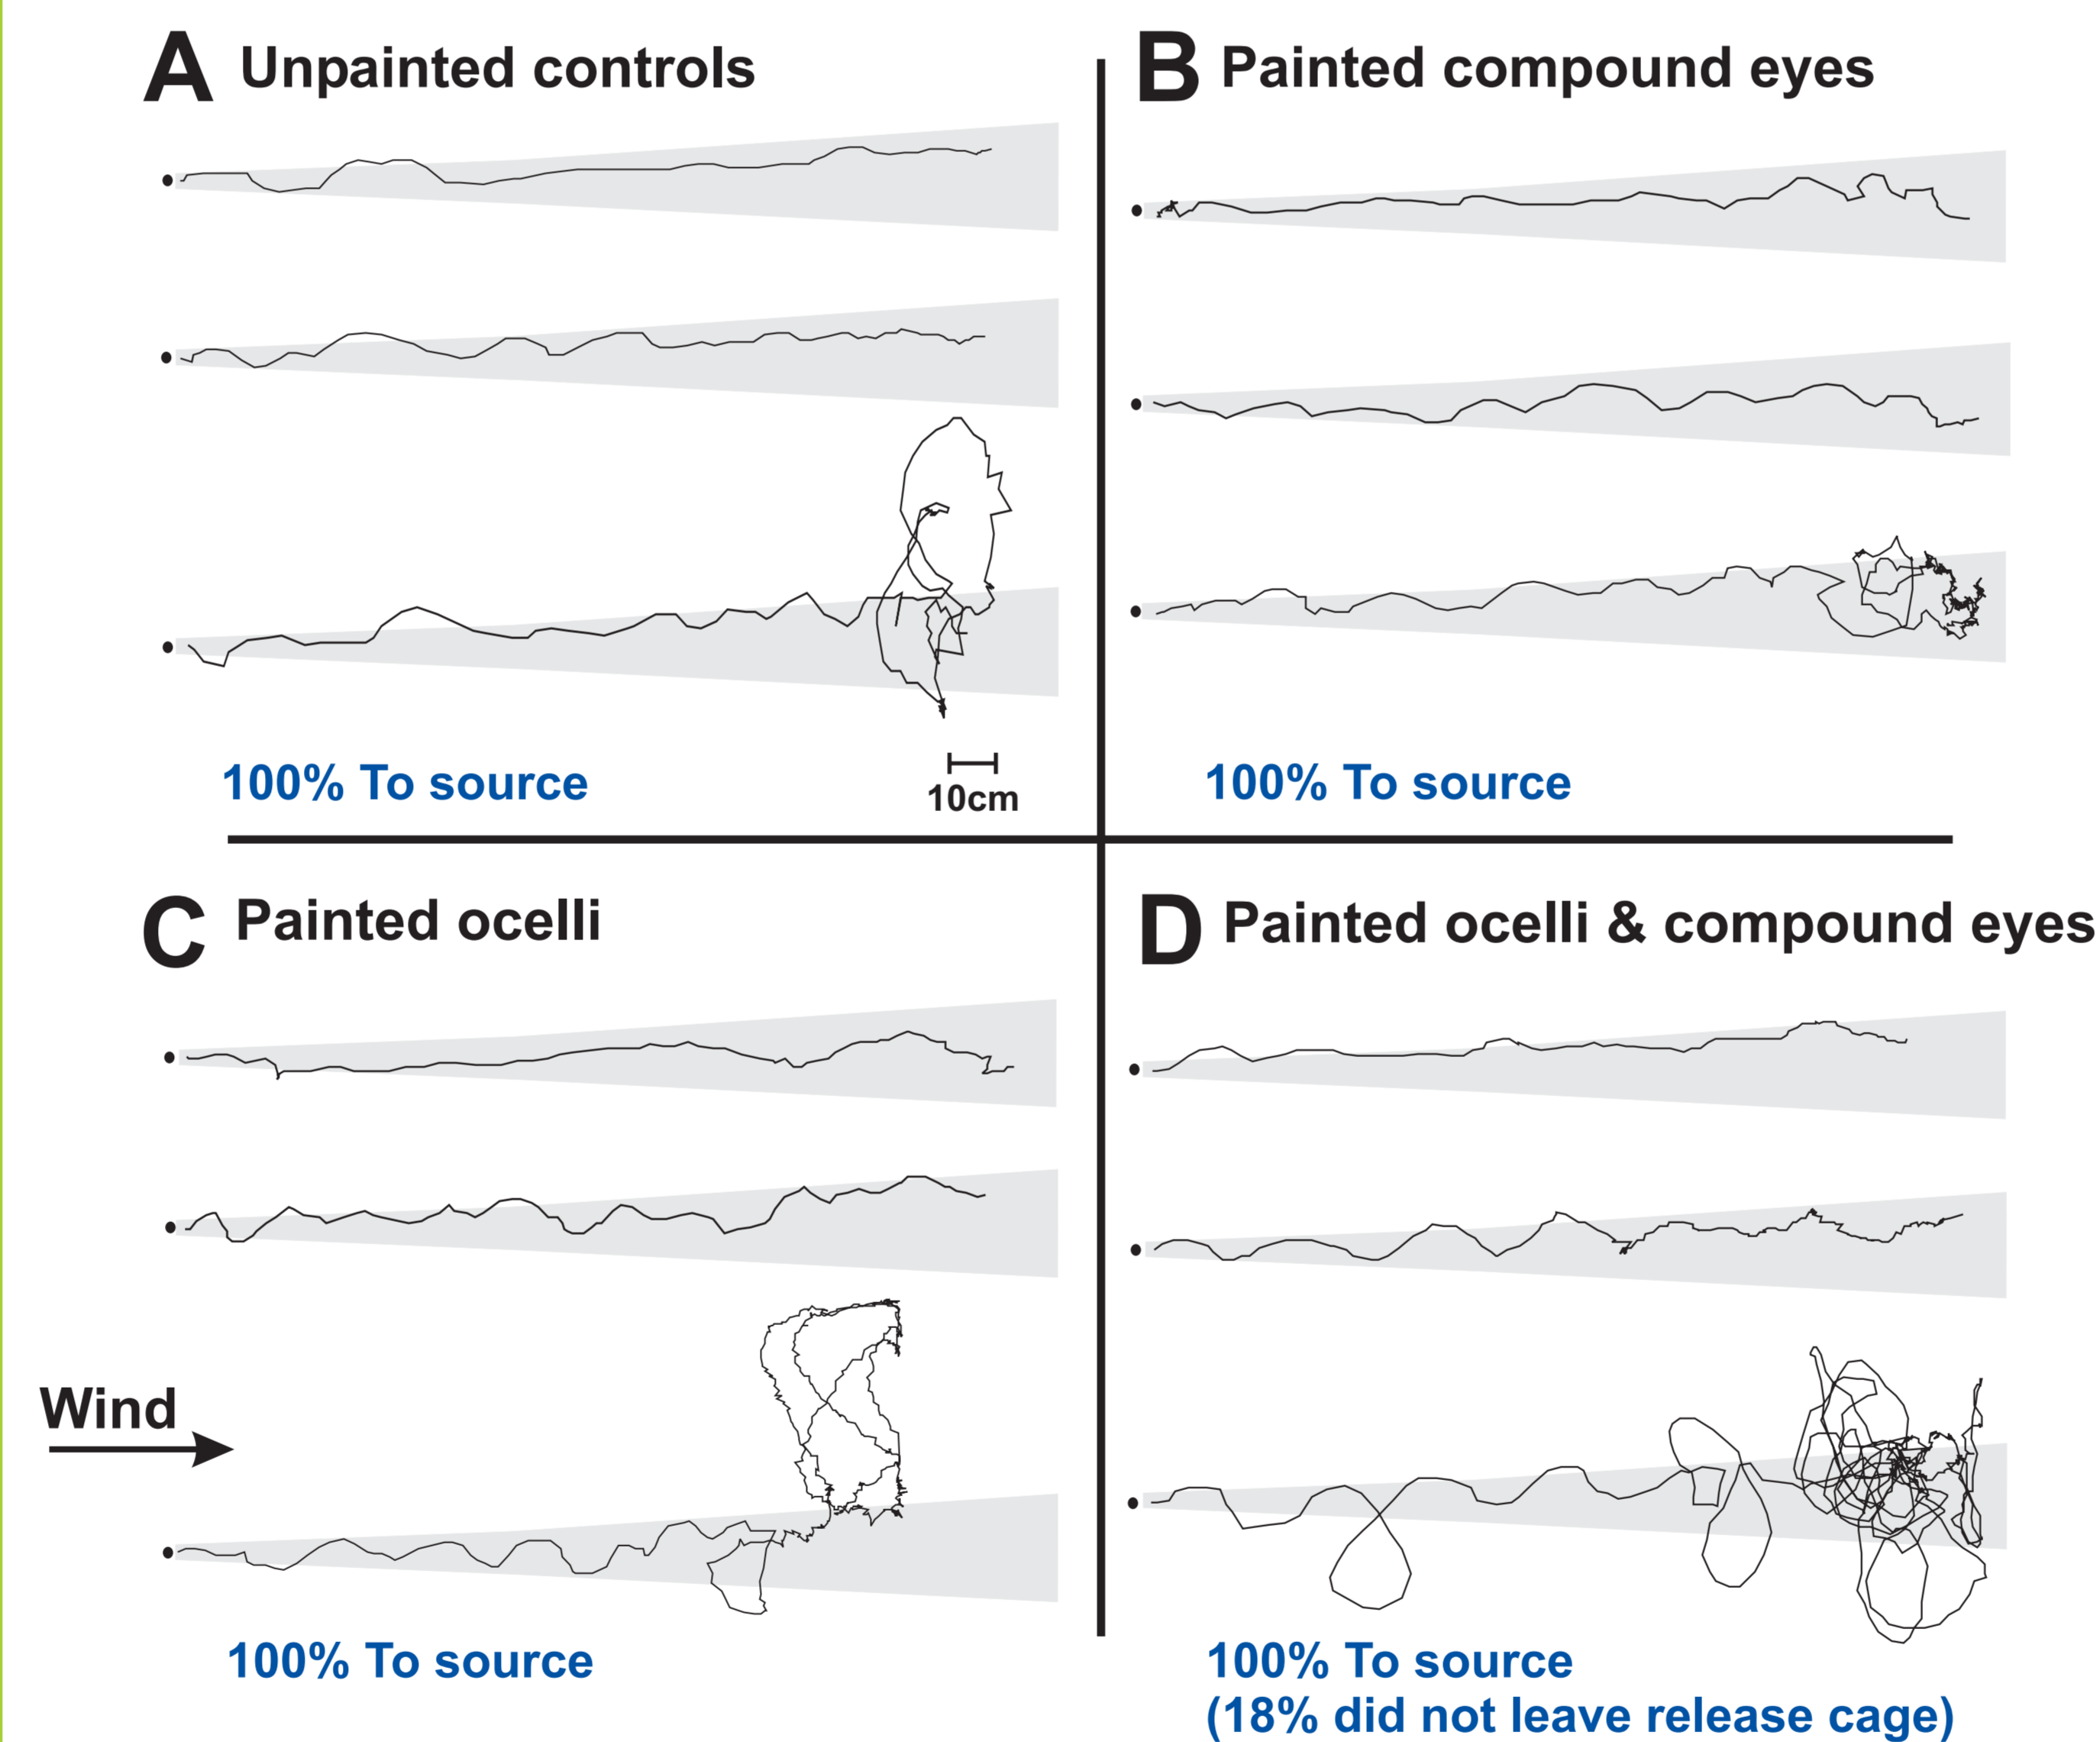 A Unpainted controls
B Painted compound eyes
100% To source
10cm
100% To source
C Painted ocelli
D Painted ocelli & compound eyes
Wind
100% To source
100% To source
(18% did not leave release cage)